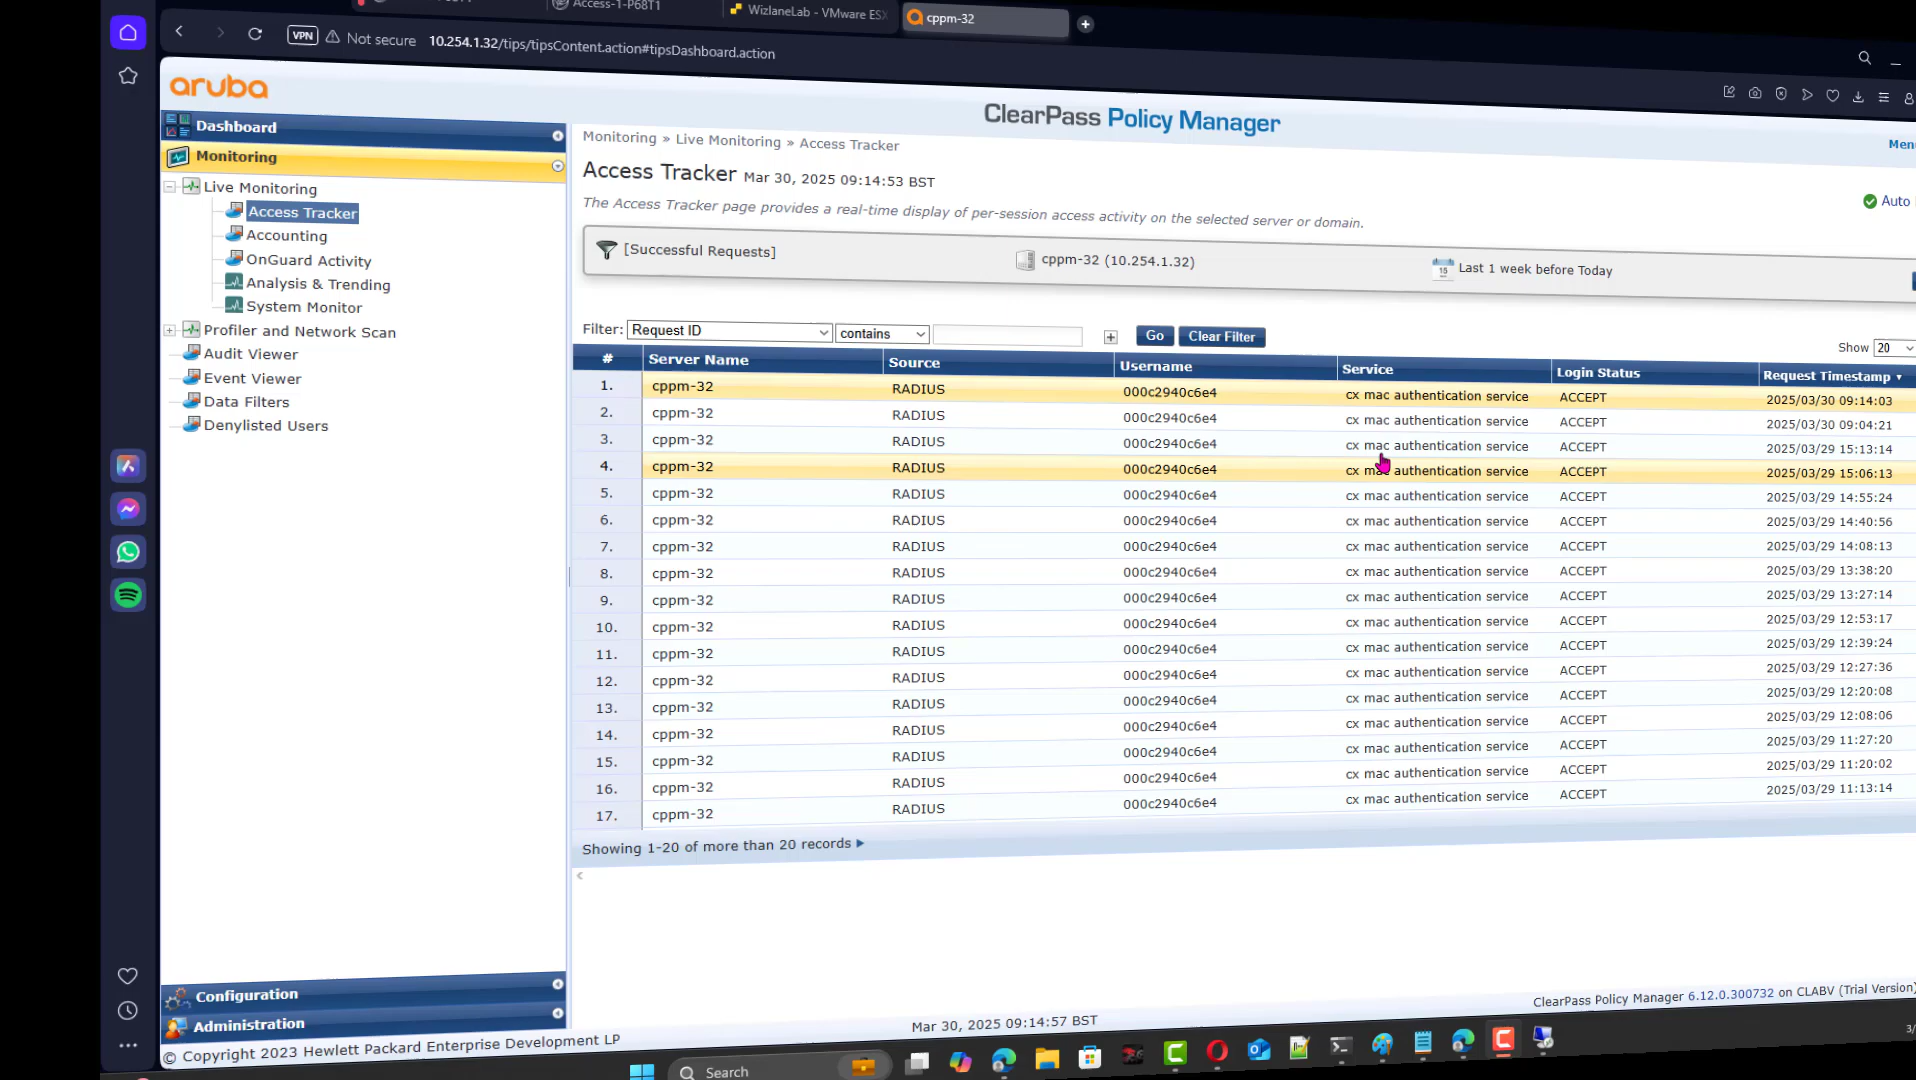 Access-1-P68T1
WizlaneLab - VMware ESX
cppm-32
VPN
Not secure
10.254.1.32/tips/tipsContent.action#tipsDashboard.action
aruba
ClearPass Policy Manager
Dashboard
Monitoring
Live Monitoring
Access Tracker
Accounting
OnGuard Activity
Analysis & Trending
System Monitor
Profiler and Network Scan
Audit Viewer
Event Viewer
Data Filters
Denylisted Users
Configuration
Administration
Menu
Monitoring » Live Monitoring » Access Tracker
Access Tracker Mar 30, 2025 09:14:53 BST
Auto
The Access Tracker page provides a real-time display of per-session access activity on the selected server or domain.
[Successful Requests] cppm-32 (10.254.1.32) 15 Last 1 week before Today
Filter: Request ID contains Go Clear Filter Show 20
# Server Name Source Username Service Login Status Request Timestamp
1. cppm-32 RADIUS 000c2940c6e4 cx mac authentication service ACCEPT 2025/03/30 09:14:03
2. cppm-32 RADIUS 000c2940c6e4 cx mac authentication service ACCEPT 2025/03/30 09:04:21
3. cppm-32 RADIUS 000c2940c6e4 cx mac authentication service ACCEPT 2025/03/29 15:13:14
4. cppm-32 RADIUS 000c2940c6e4 cx mac authentication service ACCEPT 2025/03/29 15:06:13
5. cppm-32 RADIUS 000c2940c6e4 cx mac authentication service ACCEPT 2025/03/29 14:55:24
6. cppm-32 RADIUS 000c2940c6e4 cx mac authentication service ACCEPT 2025/03/29 14:40:56
7. cppm-32 RADIUS 000c2940c6e4 cx mac authentication service ACCEPT 2025/03/29 14:08:13
8. cppm-32 RADIUS 000c2940c6e4 cx mac authentication service ACCEPT 2025/03/29 13:38:20
9. cppm-32 RADIUS 000c2940c6e4 cx mac authentication service ACCEPT 2025/03/29 13:27:14
10. cppm-32 RADIUS 000c2940c6e4 cx mac authentication service ACCEPT 2025/03/29 12:53:17
11. cppm-32 RADIUS 000c2940c6e4 cx mac authentication service ACCEPT 2025/03/29 12:39:24
12. cppm-32 RADIUS 000c2940c6e4 cx mac authentication service ACCEPT 2025/03/29 12:27:36
13. cppm-32 RADIUS 000c2940c6e4 cx mac authentication service ACCEPT 2025/03/29 12:20:08
14. cppm-32 RADIUS 000c2940c6e4 cx mac authentication service ACCEPT 2025/03/29 12:08:06
15. cppm-32 RADIUS 000c2940c6e4 cx mac authentication service ACCEPT 2025/03/29 11:27:20
16. cppm-32 RADIUS 000c2940c6e4 cx mac authentication service ACCEPT 2025/03/29 11:20:02
17. cppm-32 RADIUS 000c2940c6e4 cx mac authentication service ACCEPT 2025/03/29 11:13:14
Showing 1-20 of more than 20 records
© Copyright 2023 Hewlett Packard Enterprise Development LP
Mar 30, 2025 09:14:57 BST
ClearPass Policy Manager 6.12.0.300732 on CLABV (Trial Version)
Search
3/